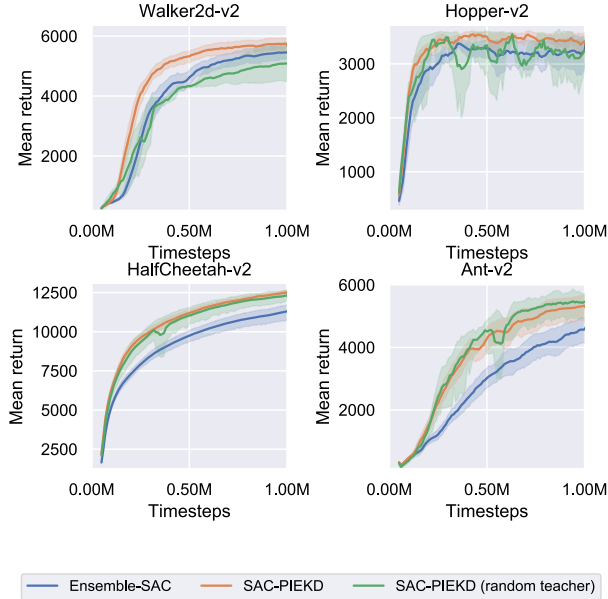 Walker2d-v2
Hopper-v2
6000
4000
2000
Mean return
0.00M 0.50M 1.00M
Timesteps
3000
2000
1000
Mean return
0.00M 0.50M 1.00M
Timesteps
HalfCheetah-v2
Ant-v2
12500
10000
7500
5000
2500
Mean return
0.00M 0.50M 1.00M
Timesteps
6000
4000
2000
Mean return
0.00M 0.50M 1.00M
Timesteps
Ensemble-SAC SAC-PIEKD SAC-PIEKD (random teacher)